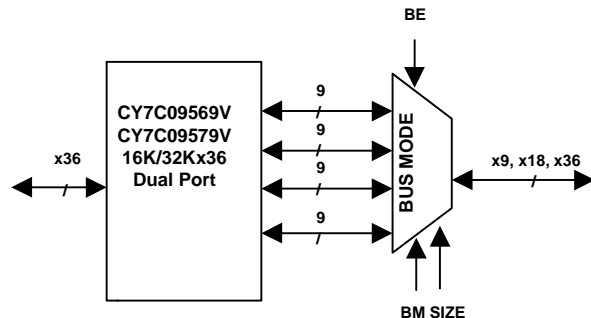 BE
CY7C09569V
CY7C09579V
16K/32Kx36
Dual Port
x36
9
9
9
9
BUS MODE
x9, x18, x36
BM SIZE